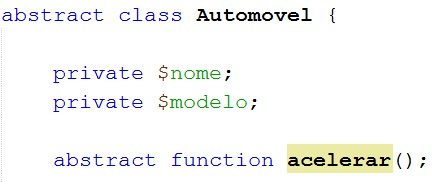 abstract class Automovel {
private $nome;
private $modelo;
abstract function acelerar();